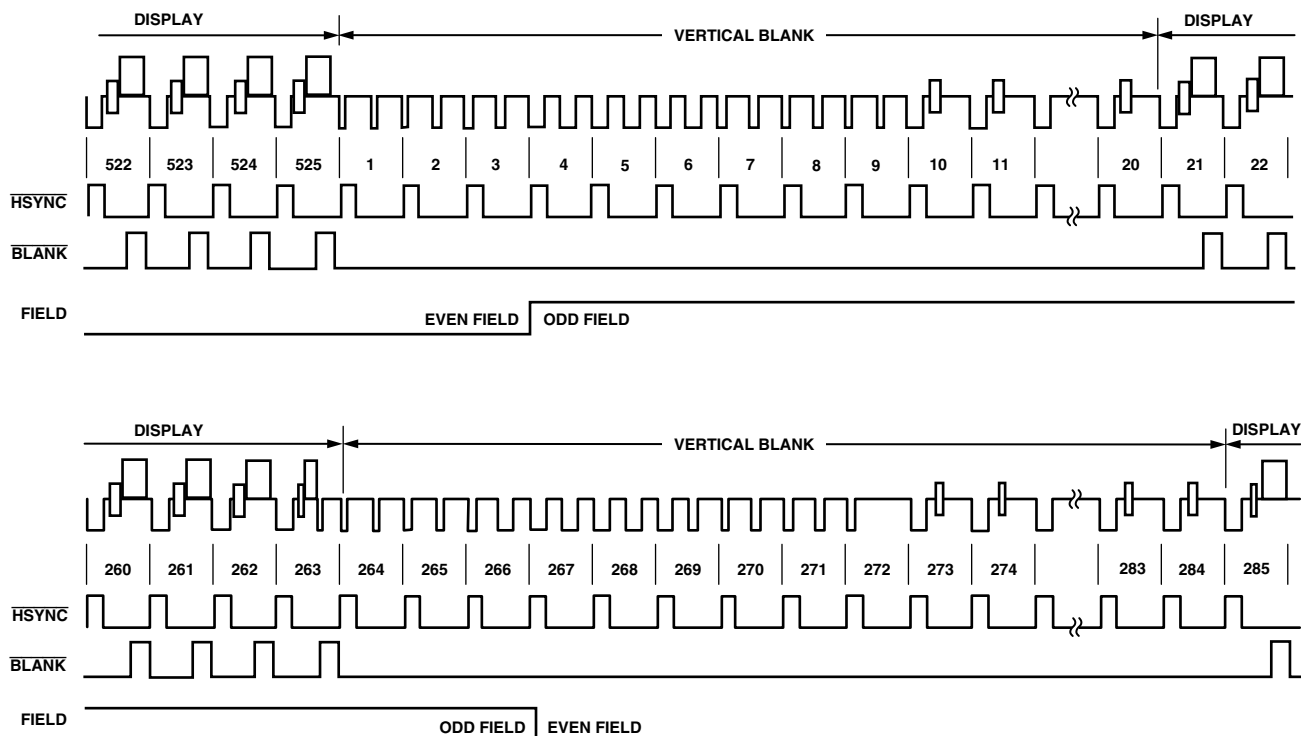 DISPLAY VERTICAL BLANK DISPLAY
522 523 524 525 1 2 3 4 5 6 7 8 9 10 11 20 21 22
HSYNC
BLANK
FIELD
EVEN FIELD ODD FIELD
DISPLAY VERTICAL BLANK DISPLAY
260 261 262 263 264 265 266 267 268 269 270 271 272 273 274 283 284 285
HSYNC
BLANK
FIELD
ODD FIELD EVEN FIELD